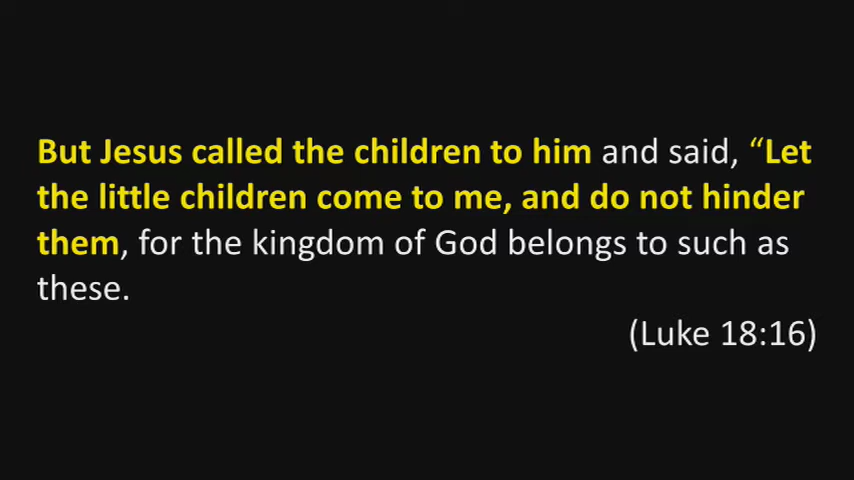 But Jesus called the children to him and said, “Let
the little children come to me, and do not hinder
them, for the kingdom of God belongs to such as
these.
(Luke 18:16)